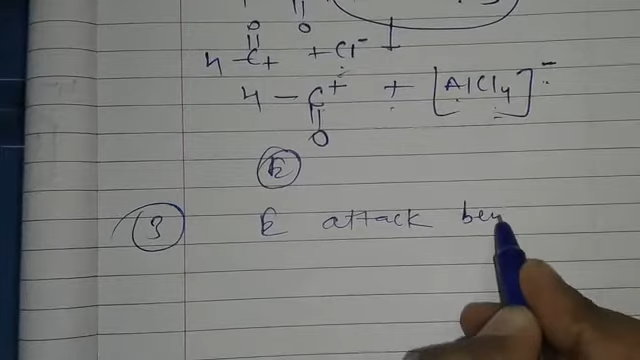 O O
H – C+ + Cl⁻
H – C+ + [AlCl4]⁻
O
E
3 E attack ben